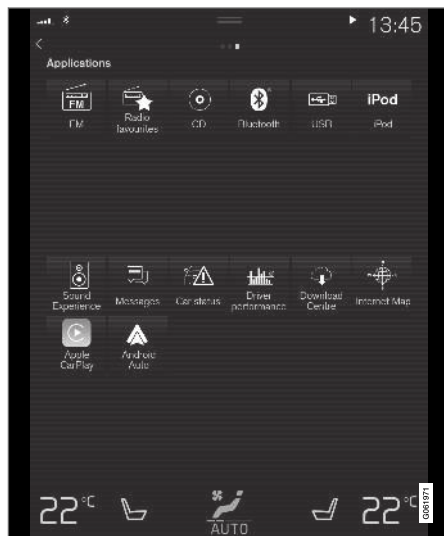 13:45
Applications
FM
iPod
FM
Radio
favourites
CD
Bluetooth
USB
iPod
Sound
Experience
Messages
Car status
Driver
performance
Download
Centre
Internet Map
Apple
CarPlay
Android
Auto
22°C
AUTO
22°C
G061971